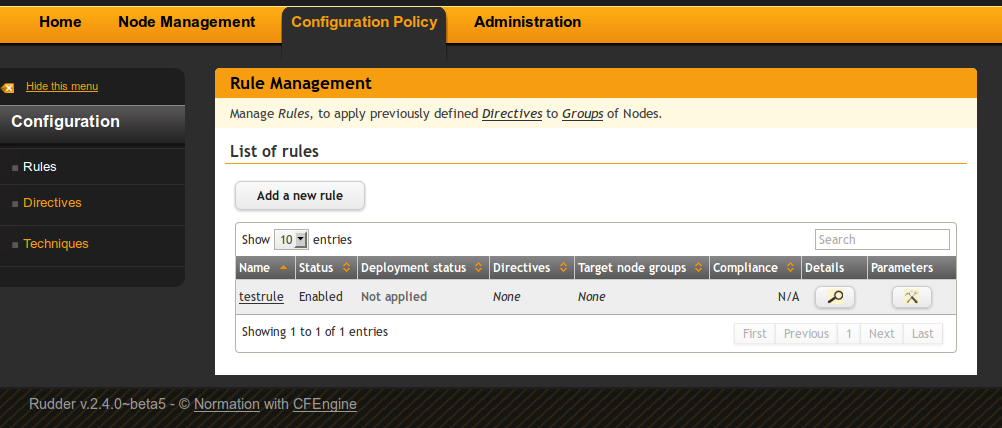 Home Node Management Configuration Policy Administration
Hide this menu
Configuration
Rules
Directives
Techniques
Rule Management
Manage Rules, to apply previously defined Directives to Groups of Nodes.
List of rules
Add a new rule
Show 10 entries Search
Name Status Deployment status Directives Target node groups Compliance Details Parameters
testrule Enabled Not applied None None N/A
Showing 1 to 1 of 1 entries First Previous 1 Next Last
Rudder v.2.4.0~beta5 - © Normation with CFEngine